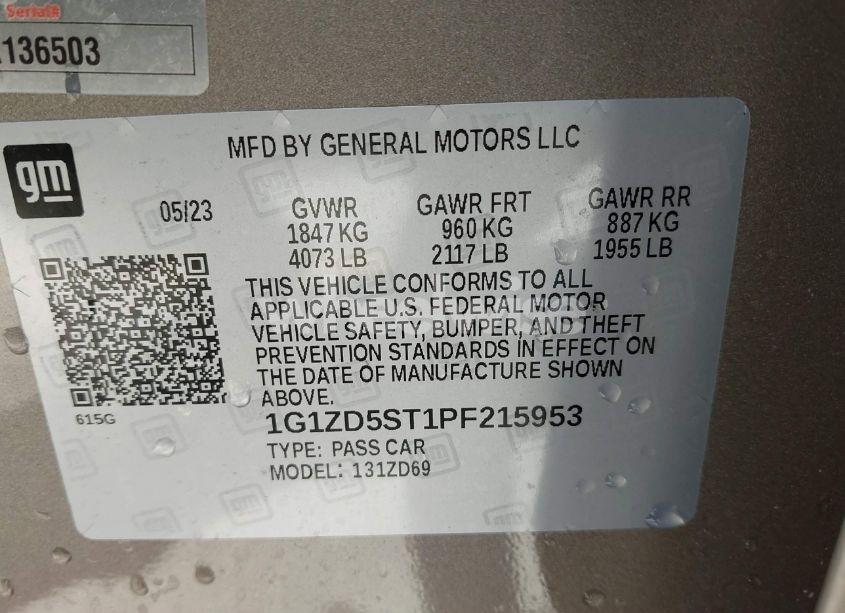 Serial#
136503
MFD BY GENERAL MOTORS LLC
gm
05/23
GVWR
1847 KG
4073 LB
GAWR FRT
960 KG
2117 LB
GAWR RR
887 KG
1955 LB
THIS VEHICLE CONFORMS TO ALL
APPLICABLE U.S. FEDERAL MOTOR
VEHICLE SAFETY, BUMPER, AND THEFT
PREVENTION STANDARDS IN EFFECT ON
THE DATE OF MANUFACTURE SHOWN
ABOVE.
615G
1G1ZD5ST1PF215953
TYPE: PASS CAR
MODEL: 131ZD69